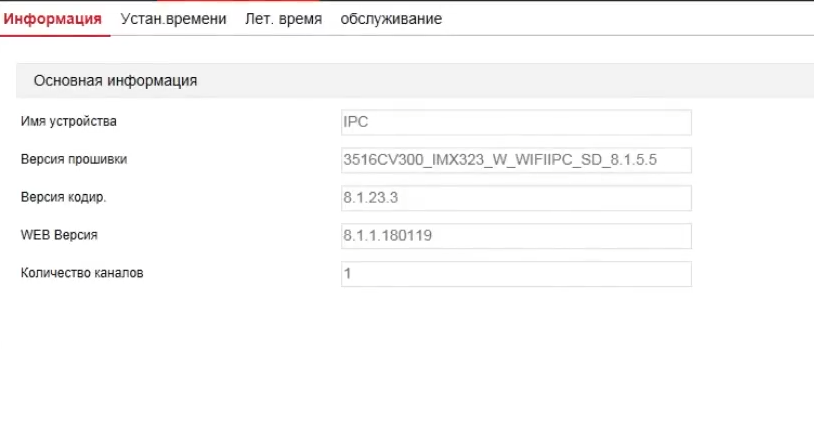 Информация Устан.времени Лет. время обслуживание
Основная информация
Имя устройства IPC
Версия прошивки 3516CV300_IMX323_W_WIFIIPC_SD_8.1.5.5
Версия кодир. 8.1.23.3
WEB Версия 8.1.1.180119
Количество каналов 1